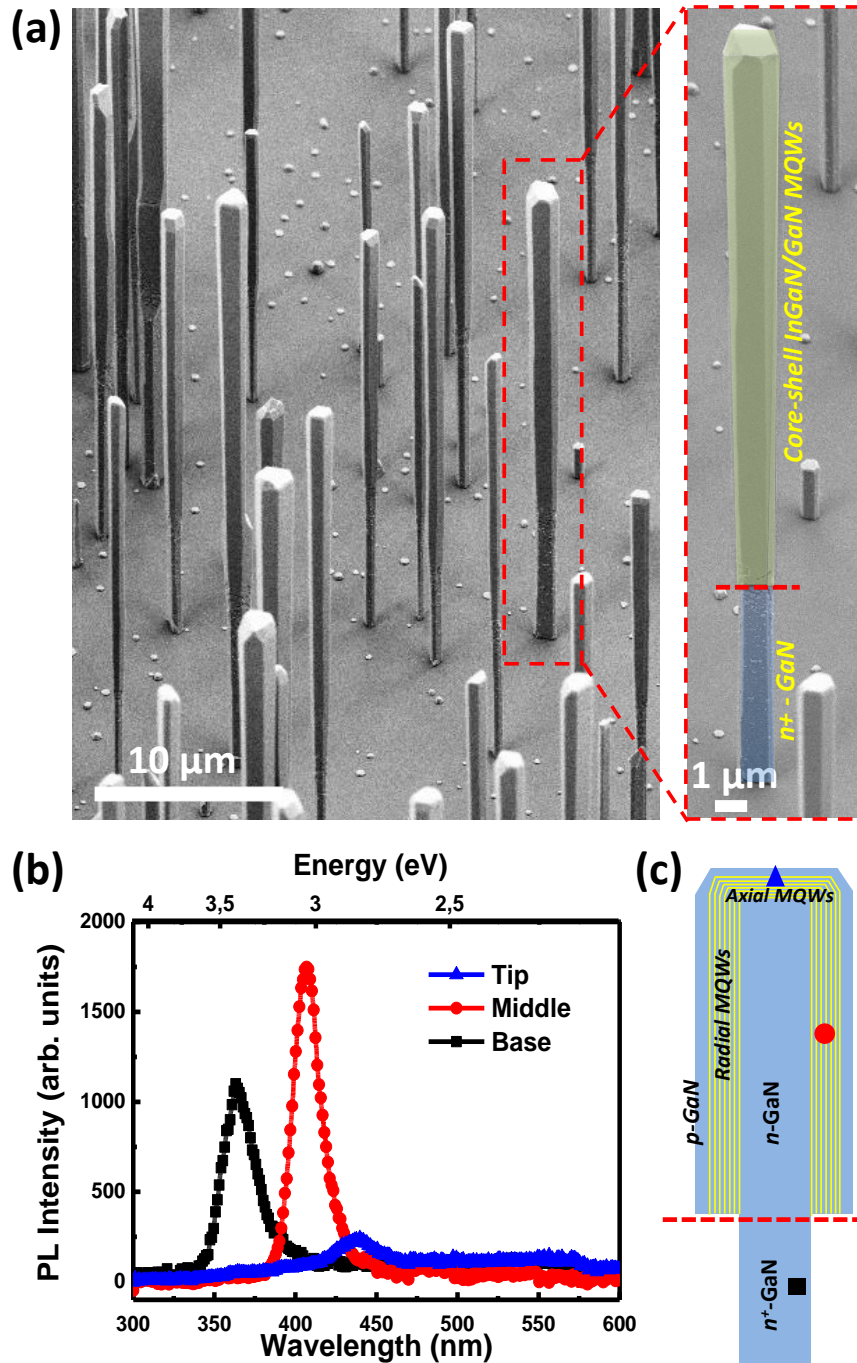 (a)
Core-shell InGaN/GaN MQWs
n+ - GaN
10 µm
1 µm
(b)
Energy (eV)
4 3,5 3 2,5
2000
1500
1000
500
0
PL Intensity (arb. units)
Tip
Middle
Base
300 350 400 450 500 550 600
Wavelength (nm)
(c)
Axial MQWs
Radial MQWs
p-GaN
n-GaN
n⁺-GaN